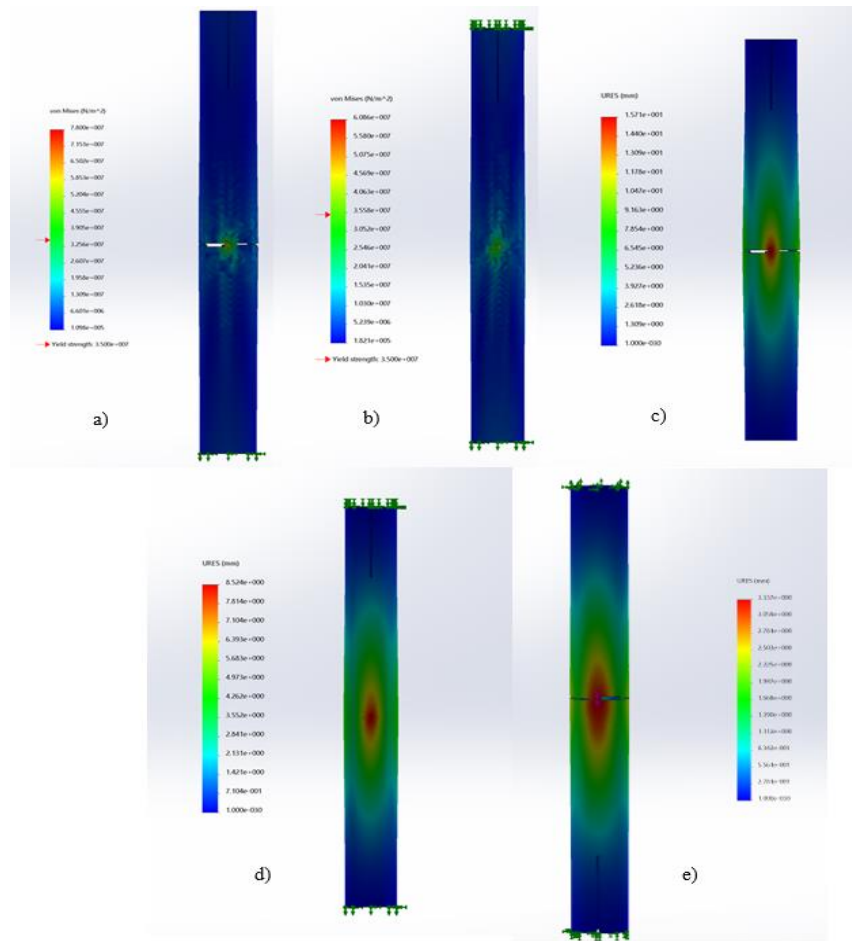 von Mises (N/m^2)
7.800e+007
7.151e+007
6.502e+007
5.853e+007
5.204e+007
4.555e+007
3.905e+007
3.256e+007
2.607e+007
1.958e+007
1.309e+007
6.601e+006
1.098e+005
Yield strength: 3.500e+007
a)
von Mises (N/m^2)
6.086e+007
5.580e+007
5.075e+007
4.569e+007
4.063e+007
3.558e+007
3.052e+007
2.546e+007
2.041e+007
1.535e+007
1.030e+007
5.239e+006
1.821e+005
Yield strength: 3.500e+007
b)
URES (mm)
1.571e+001
1.440e+001
1.309e+001
1.178e+001
1.047e+001
9.163e+000
7.854e+000
6.545e+000
5.236e+000
3.927e+000
2.618e+000
1.309e+000
1.000e-030
c)
URES (mm)
8.524e+000
7.814e+000
7.104e+000
6.393e+000
5.683e+000
4.973e+000
4.262e+000
3.552e+000
2.841e+000
2.131e+000
1.421e+000
7.104e-001
1.000e-030
d)
URES (mm)
1.000e-030
e)